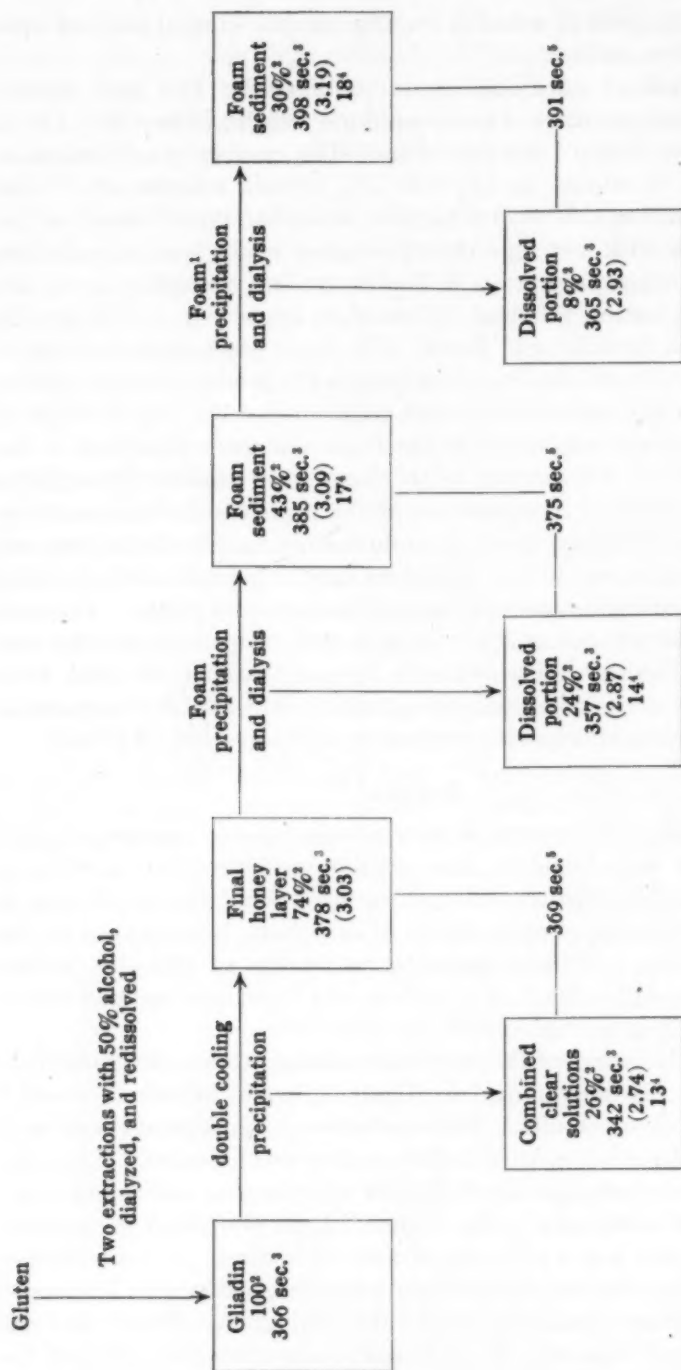 Gluten
Two extractions with 50% alcohol,
dialyzed, and redissolved
Gliadin
100²
366 sec.³
double cooling
precipitation
Combined
clear
solutions
26%²
342 sec.³
(2.74)
13⁴
369 sec.⁵
Final
honey
layer
74%²
378 sec.³
(3.03)
Foam
precipitation
and dialysis
Dissolved
portion
24%²
357 sec.³
(2.87)
14⁴
375 sec.⁵
Foam
sediment
43%²
385 sec.³
(3.09)
17⁴
Foam
precipitation
and dialysis
Dissolved
portion
8%²
365 sec.³
(2.93)
391 sec.⁵
Foam
sediment
30%²
398 sec.³
(3.19)
18⁴